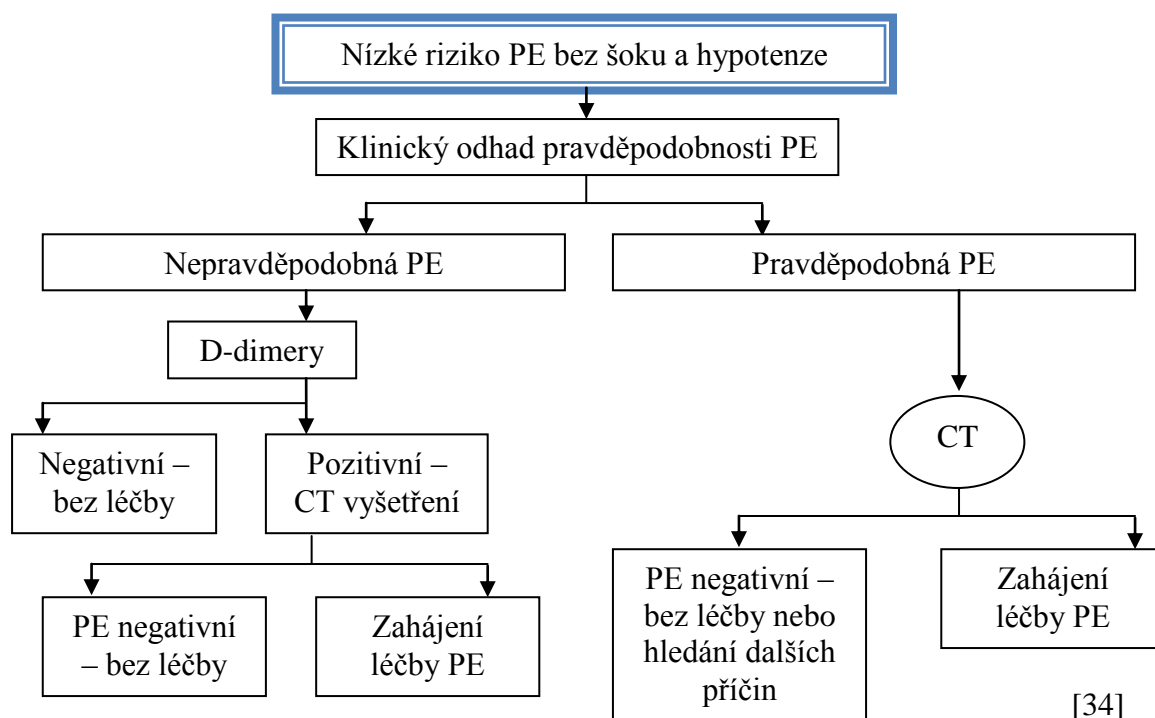 Nízké riziko PE bez šoku a hypotenze
Klinický odhad pravděpodobnosti PE
Nepravděpodobná PE
Pravděpodobná PE
D-dimery
CT
Negativní –
bez léčby
Pozitivní –
CT vyšetření
PE negativní
– bez léčby
Zahájení
léčby PE
PE negativní –
bez léčby nebo
hledání dalších
příčin
Zahájení
léčby PE
[34]